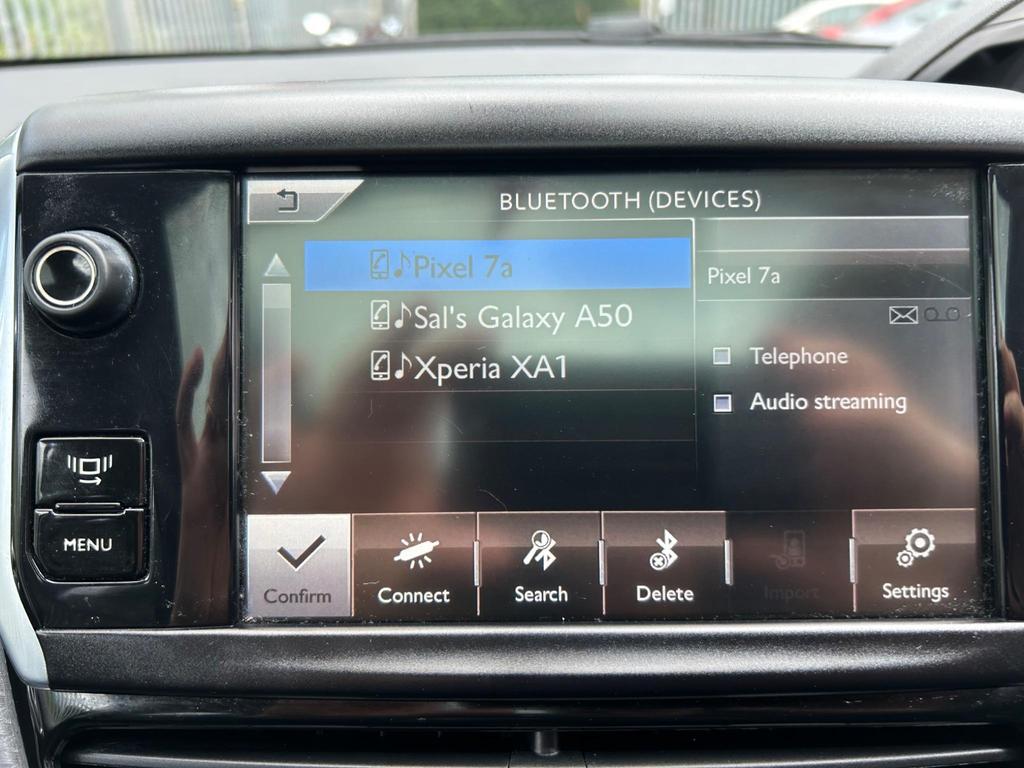 BLUETOOTH (DEVICES)
Pixel 7a
Sal's Galaxy A50
Xperia XA1
Pixel 7a
Telephone
Audio streaming
MENU
Confirm
Connect
Search
Delete
Import
Settings